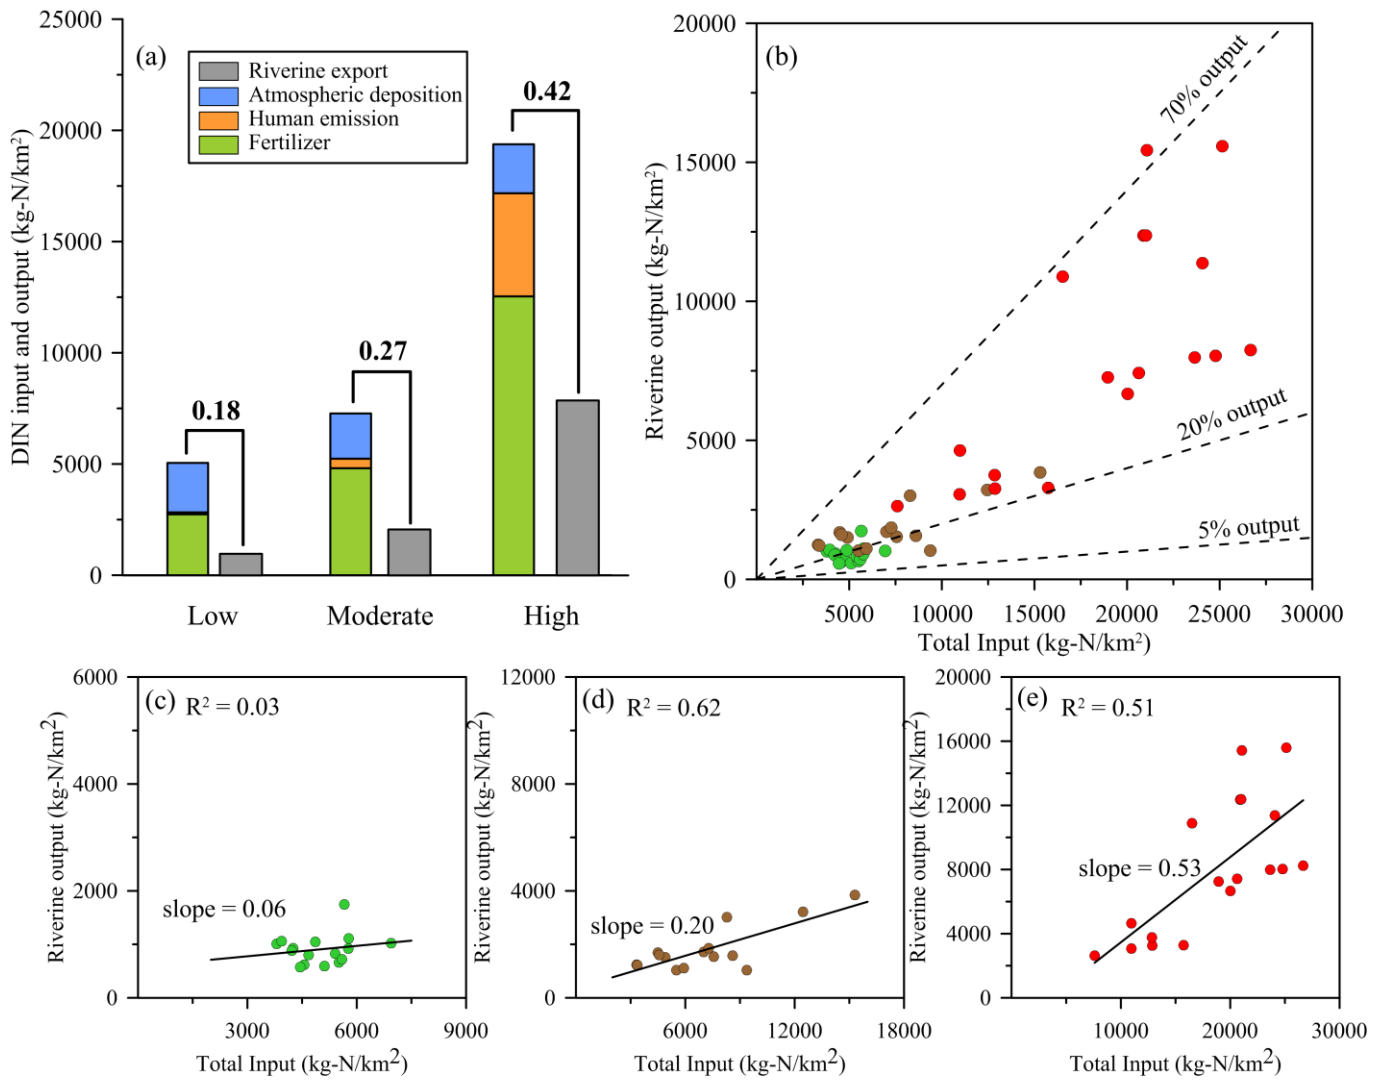 (a)
Riverine export
Atmospheric deposition
Human emission
Fertilizer
0.18
0.27
0.42
25000
20000
15000
10000
5000
0
DIN input and output (kg-N/km²)
Low
Moderate
High
(b)
70% output
20% output
5% output
20000
15000
10000
5000
0
Riverine output (kg-N/km²)
5000
10000
15000
20000
25000
30000
Total Input (kg-N/km²)
(c)
R² = 0.03
slope = 0.06
6000
4000
2000
0
Riverine output (kg-N/km²)
3000
6000
9000
Total Input (kg-N/km²)
(d)
R² = 0.62
slope = 0.20
12000
8000
4000
0
Riverine output (kg-N/km²)
6000
12000
18000
Total Input (kg-N/km²)
(e)
R² = 0.51
slope = 0.53
20000
16000
12000
8000
4000
0
Riverine output (kg-N/km²)
10000
20000
30000
Total Input (kg-N/km²)